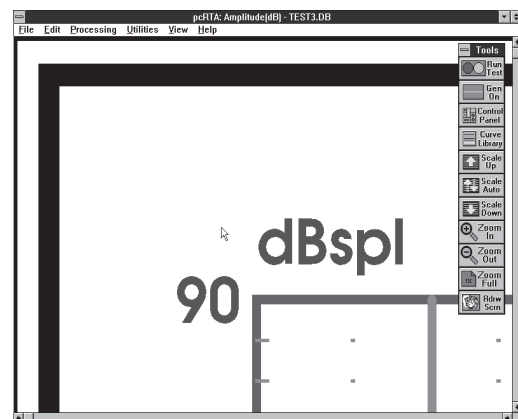 pcRTA: Amplitude(dB) - TEST3.DB
File Edit Processing Utilities View Help
Tools
Run
Test
Gen
On
Control
Panel
Curve
Library
Scale
Up
Scale
Auto
Scale
Down
Zoom
In
Zoom
Out
1X
Zoom
Full
Rdrw
Scrn
dBspl
90